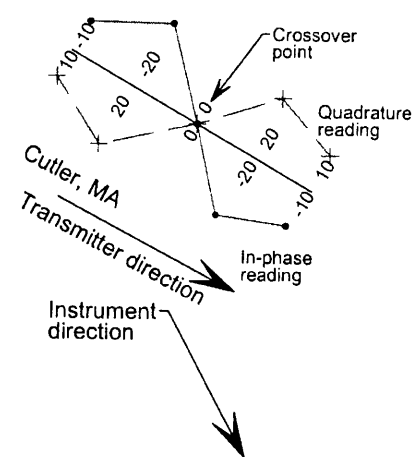 Crossover
point
10 -10
-20
20
0
0
Quadrature
reading
20
10
-20
-10
Cutler, MA
Transmitter direction
In-phase
reading
Instrument
direction